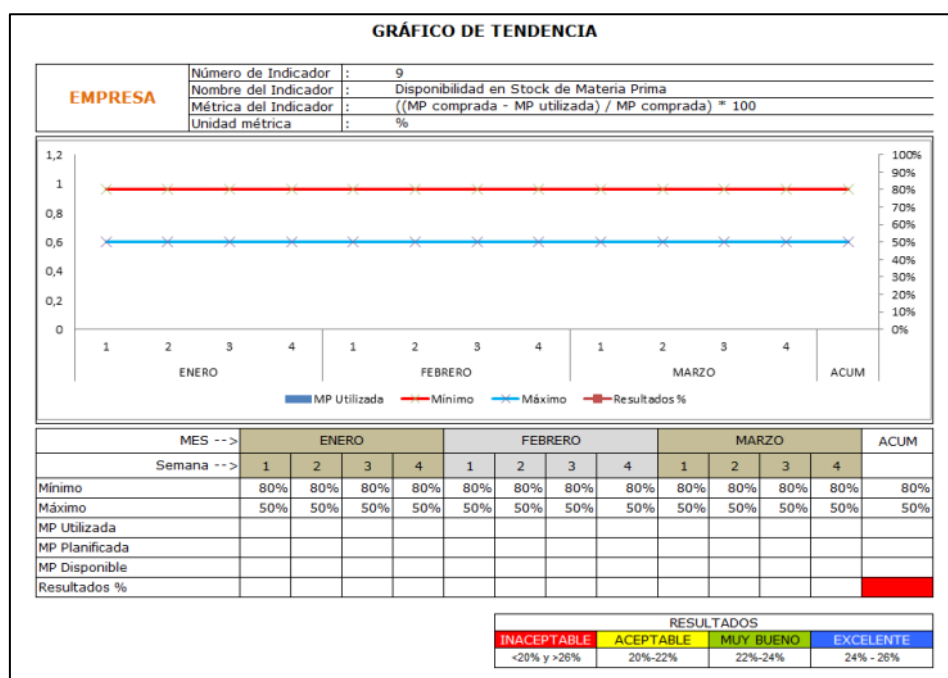 GRÁFICO DE TENDENCIA
EMPRESA
Número de Indicador : 9
Nombre del Indicador : Disponibilidad en Stock de Materia Prima
Métrica del Indicador : ((MP comprada - MP utilizada) / MP comprada) * 100
Unidad métrica : %
1,2 100%
90%
1 80%
70%
0,8
60%
0,6 50%
40%
0,4
30%
0,2 20%
10%
0 0%
1 2 3 4 1 2 3 4 1 2 3 4
ENERO FEBRERO MARZO ACUM
MP Utilizada Mínimo Máximo Resultados %
MES --> ENERO FEBRERO MARZO ACUM
Semana --> 1 2 3 4 1 2 3 4 1 2 3 4
Mínimo 80% 80% 80% 80% 80% 80% 80% 80% 80% 80% 80% 80% 80%
Máximo 50% 50% 50% 50% 50% 50% 50% 50% 50% 50% 50% 50% 50%
MP Utilizada
MP Planificada
MP Disponible
Resultados %
RESULTADOS
INACEPTABLE ACEPTABLE MUY BUENO EXCELENTE
<20% y >26% 20%-22% 22%-24% 24% - 26%